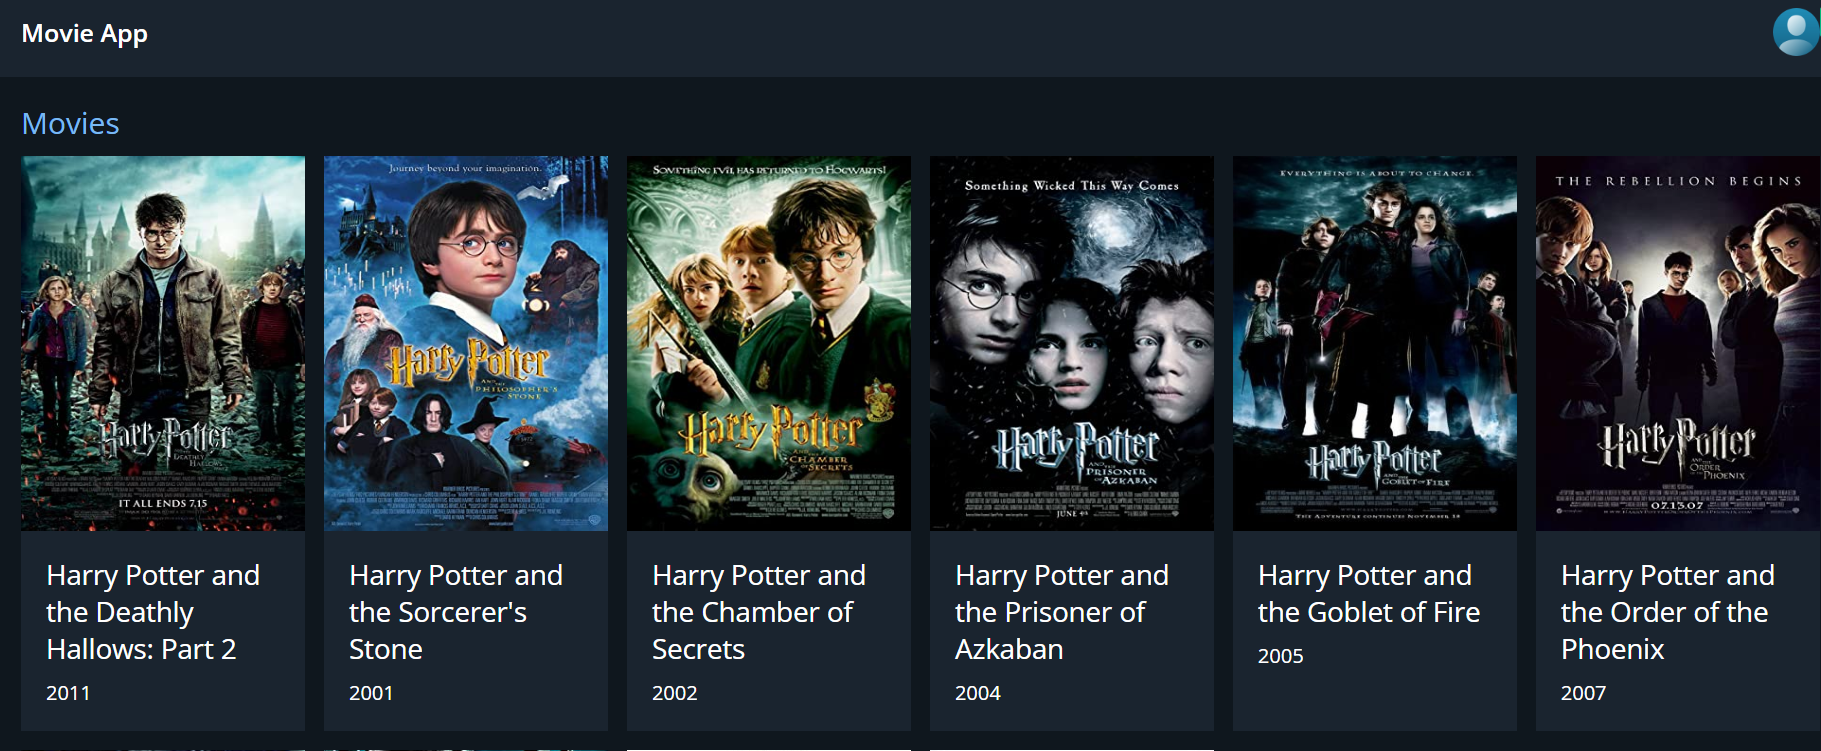 Movie App
Movies
IT ALL ENDS 7.15
Harry Potter
DEATHLY
HALLOWS
Journey beyond your imagination.
Harry Potter
AND THE
PHILOSOPHER'S
STONE
SOMETHING EVIL HAS RETURNED TO HOGWARTS!
Harry Potter
AND THE
CHAMBER
OF SECRETS
Something Wicked This Way Comes
Harry Potter
AND THE
PRISONER
OF AZKABAN
JUNE 4
EVERYTHING IS ABOUT TO CHANGE.
Harry Potter
AND THE
GOBLET OF FIRE
THE ADVENTURE CONTINUES NOVEMBER 18
THE REBELLION BEGINS
Harry Potter
AND THE
ORDER
OF THE
PHOENIX
07.13.07
Harry Potter and
the Deathly
Hallows: Part 2
2011
Harry Potter and
the Sorcerer's
Stone
2001
Harry Potter and
the Chamber of
Secrets
2002
Harry Potter and
the Prisoner of
Azkaban
2004
Harry Potter and
the Goblet of Fire
2005
Harry Potter and
the Order of the
Phoenix
2007